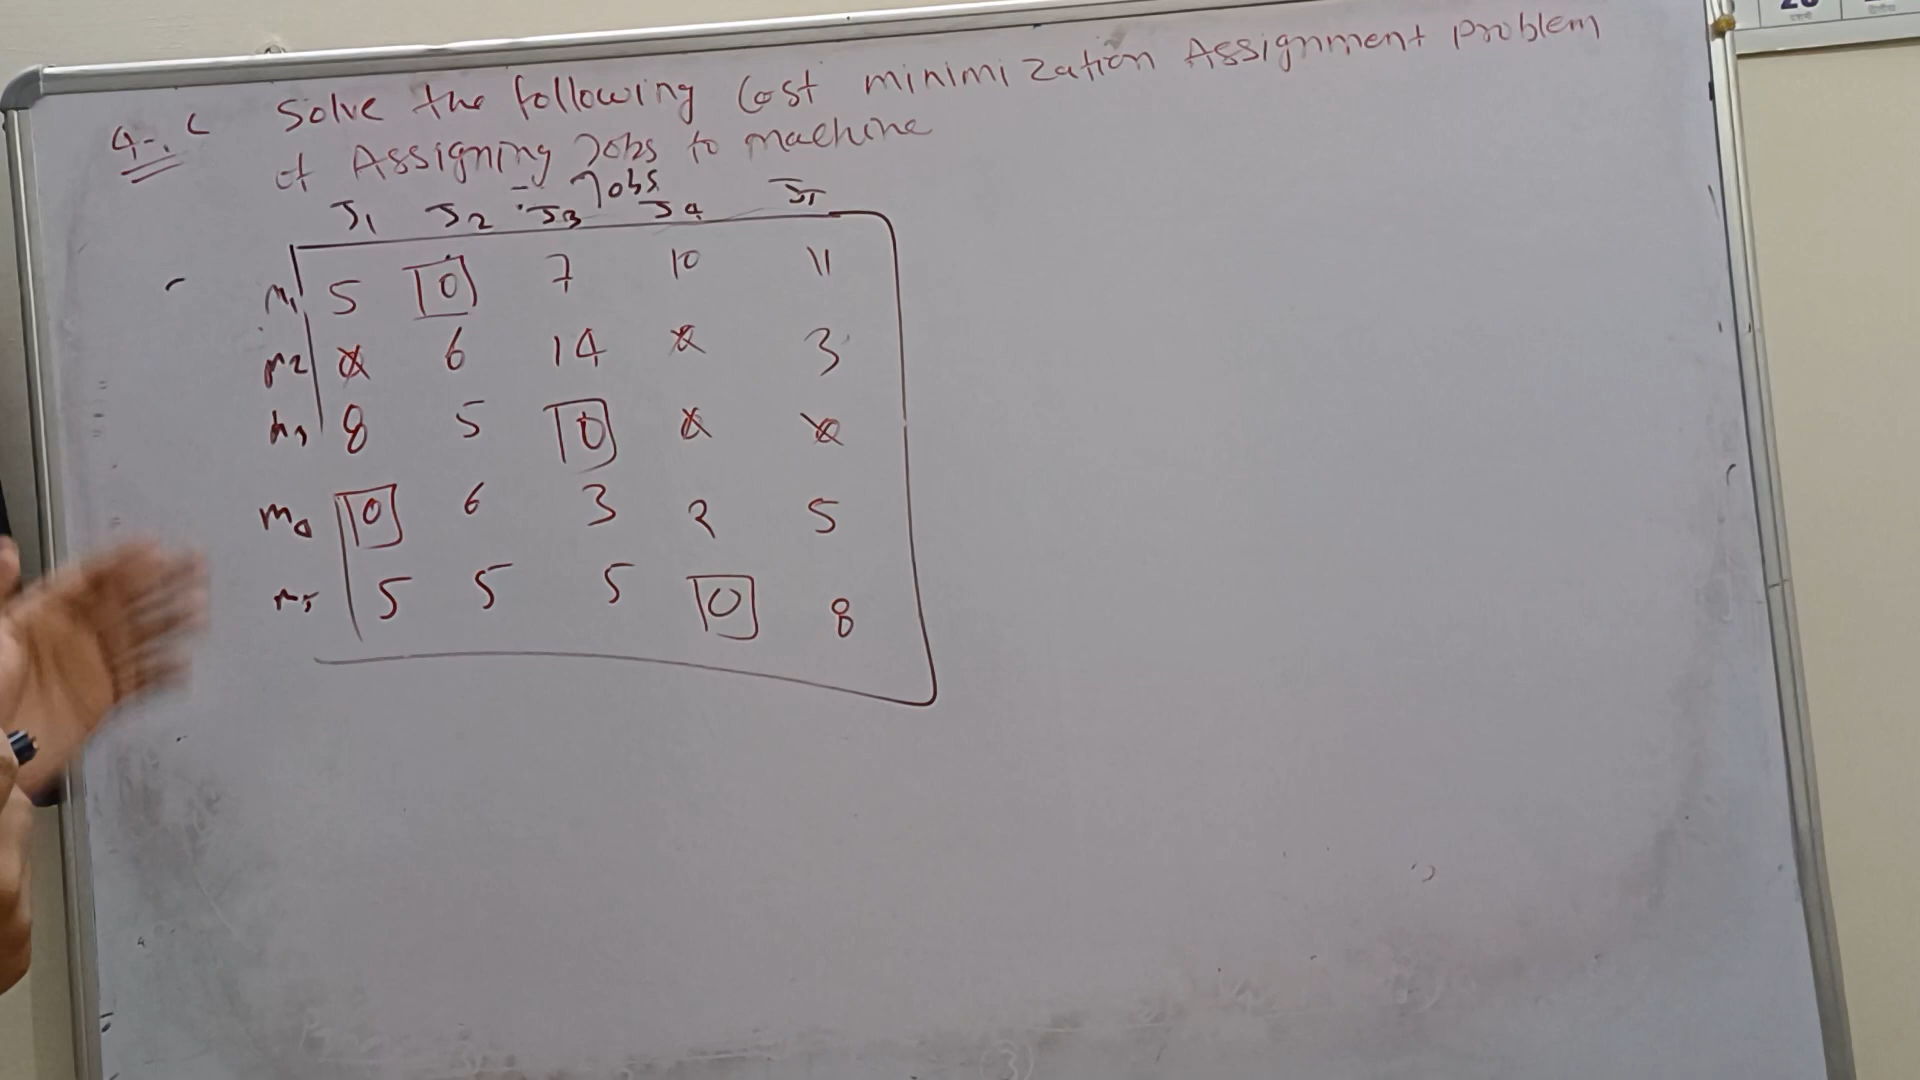 Q-. C Solve the following Cost minimization Assignment problem
of Assigning Jobs to machine
Jobs
J1 J2 J3 J4 J5
m1 5 0 7 10 11
m2 0 6 14 0 3
m3 8 5 0 0 0
m4 0 6 3 2 5
m5 5 5 5 0 8